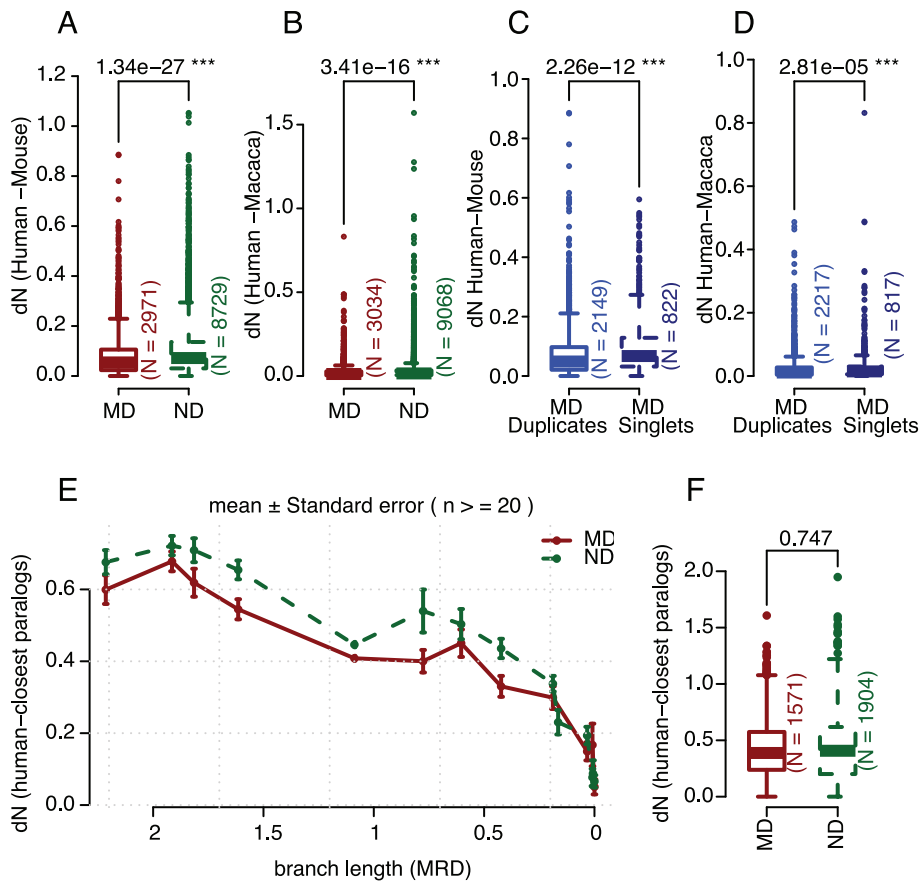 A
1.34e−27 ***
dN (Human −Mouse)
1.2
1.0
0.8
0.6
0.4
0.2
0.0
(N = 2971)
(N = 8729)
MD
ND
B
3.41e−16 ***
dN (Human −Macaca)
1.5
1.0
0.5
0.0
(N = 3034)
(N = 9068)
MD
ND
C
2.26e−12 ***
dN Human−Mouse
1.0
0.8
0.6
0.4
0.2
0.0
(N = 2149)
(N = 822)
MD
Duplicates
MD
Singlets
D
2.81e−05 ***
dN Human−Macaca
1.0
0.8
0.6
0.4
0.2
0.0
(N = 2217)
(N = 817)
MD
Duplicates
MD
Singlets
E
mean ± Standard error ( n > = 20 )
MD
ND
dN (human−closest paralogs)
0.6
0.4
0.2
0.0
2
1.5
1
0.5
0
branch length (MRD)
F
0.747
dN (human−closest paralogs)
2.0
1.5
1.0
0.5
0.0
(N = 1571)
(N = 1904)
MD
ND